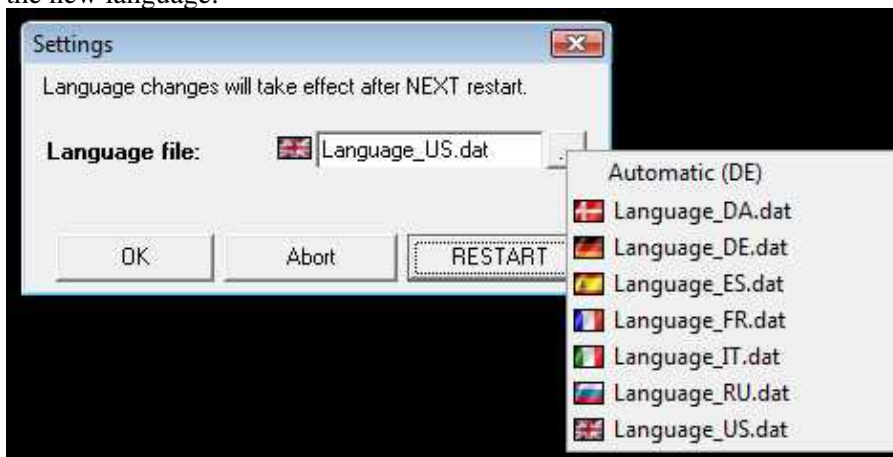 the new language.
Settings
Language changes will take effect after NEXT restart.
Language file: Language_US.dat ...
Automatic (DE)
Language_DA.dat
Language_DE.dat
Language_ES.dat
Language_FR.dat
Language_IT.dat
Language_RU.dat
Language_US.dat
OK Abort RESTART